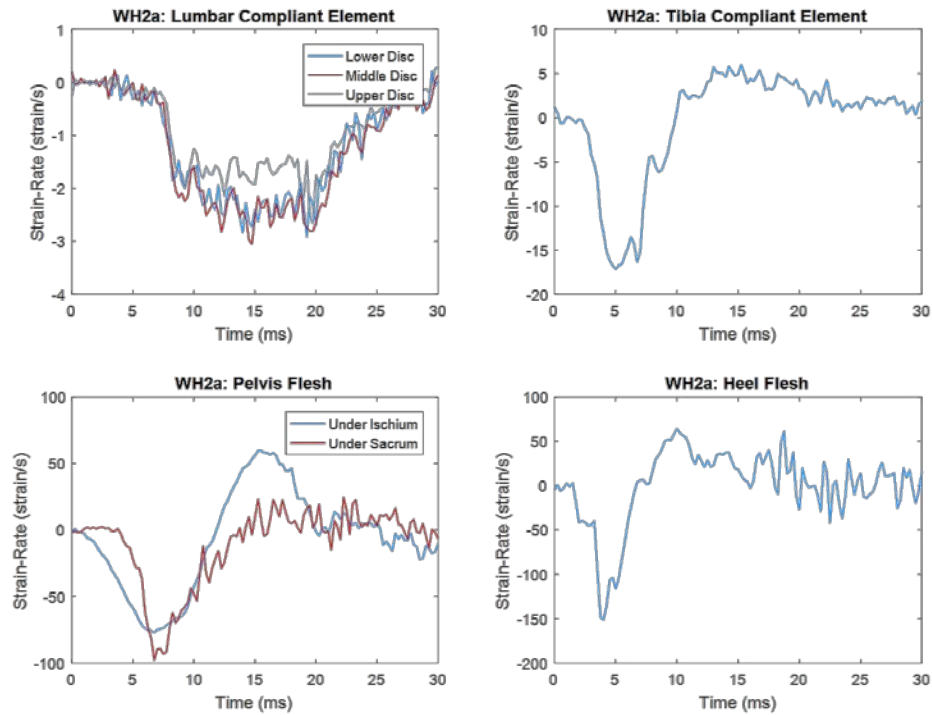 WH2a: Lumbar Compliant Element
1
0
-1
-2
-3
-4
Strain-Rate (strain/s)
Lower Disc
Middle Disc
Upper Disc
0 5 10 15 20 25 30
Time (ms)
WH2a: Tibia Compliant Element
10
5
0
-5
-10
-15
-20
Strain-Rate (strain/s)
0 5 10 15 20 25 30
Time (ms)
WH2a: Pelvis Flesh
100
50
0
-50
-100
Strain-Rate (strain/s)
Under Ischium
Under Sacrum
0 5 10 15 20 25 30
Time (ms)
WH2a: Heel Flesh
100
50
0
-50
-100
-150
-200
Strain-Rate (strain/s)
0 5 10 15 20 25 30
Time (ms)